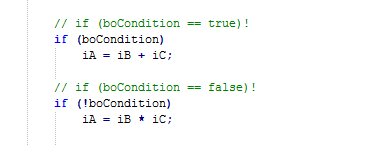 // if (boCondition == true)!
if (boCondition)
iA = iB + iC;
// if (boCondition == false)!
if (!boCondition)
iA = iB * iC;